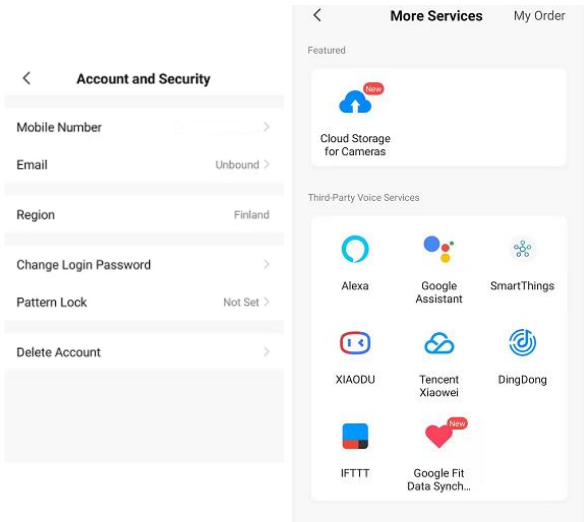 Account and Security
Mobile Number
Email Unbound
Region Finland
Change Login Password
Pattern Lock Not Set
Delete Account
More Services My Order
Featured
New
Cloud Storage
for Cameras
Third-Party Voice Services
Alexa
Google
Assistant
SmartThings
XIAODU
Tencent
Xiaowei
DingDong
IFTTT
New
Google Fit
Data Synch...